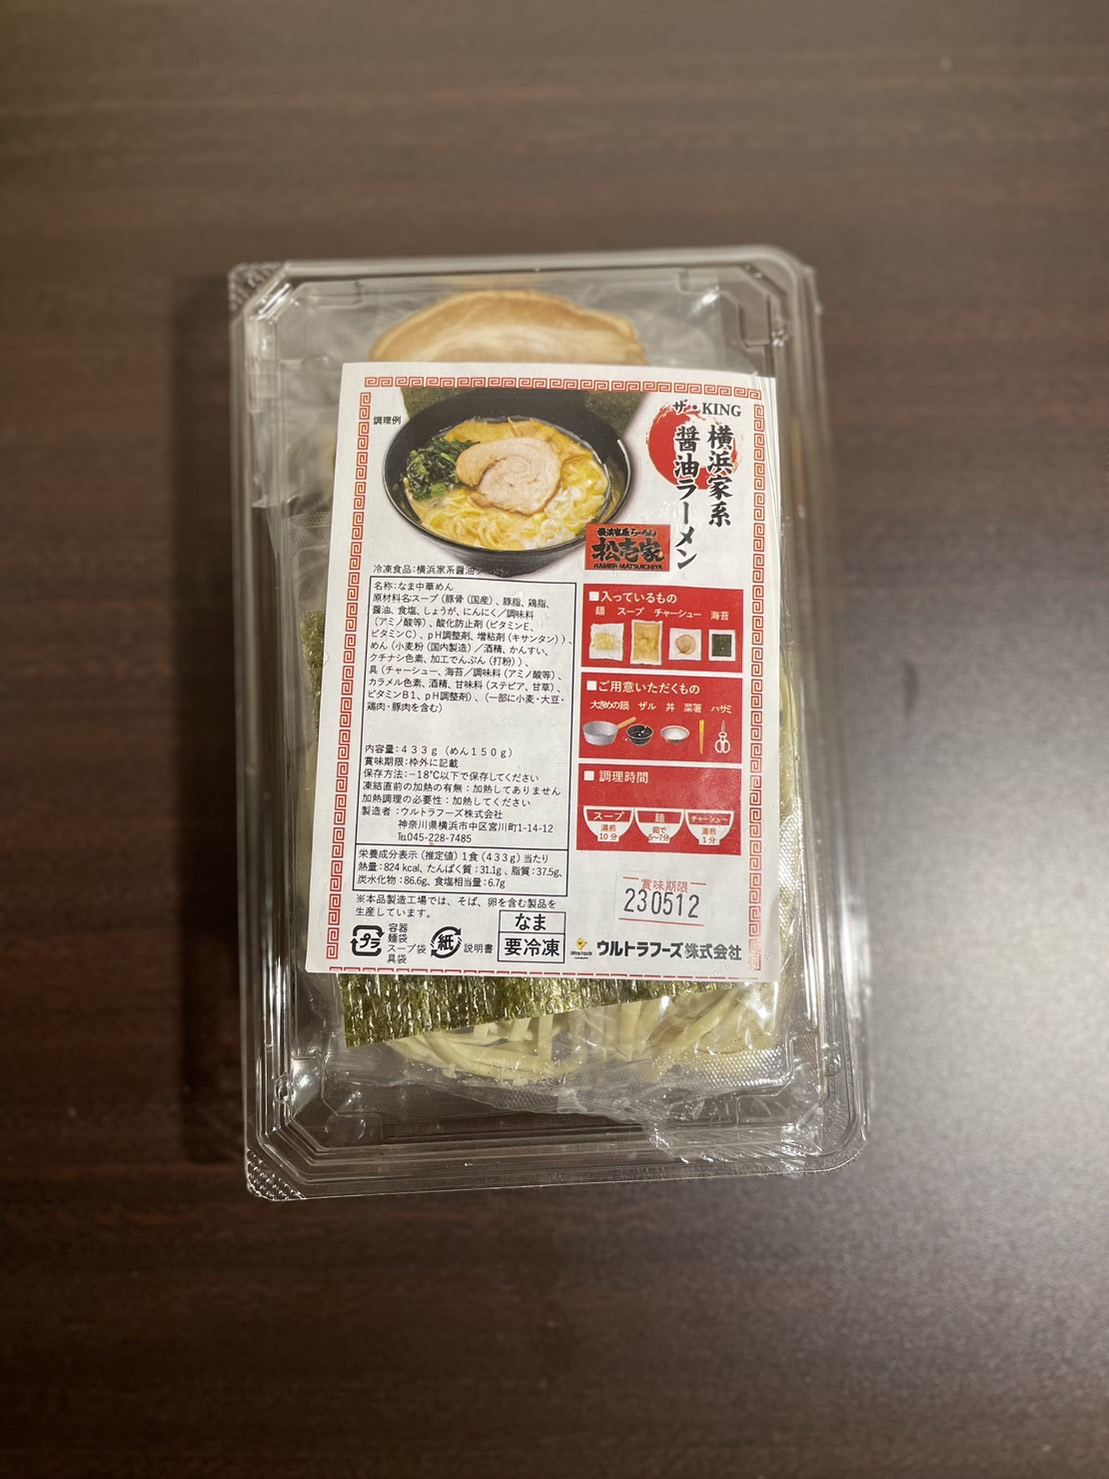 調理例
ザ・KING
横浜家系
醤油ラーメン
横浜家系らーめん
松壱家
RAMEN MATSUICHIYA
冷凍食品:横浜家系醤油ラーメン
名称:なま中華めん
原材料名:スープ(豚骨(国産)、豚脂、鶏脂、
醤油、食塩、しょうが、にんにく/調味料
(アミノ酸等)、酸化防止剤(ビタミンE、
ビタミンC)、pH調整剤、増粘剤(キサンタン))、
めん(小麦粉(国内製造)/酒精、かんすい、
クチナシ色素、加工でんぷん(打粉))、
具(チャーシュー、海苔/調味料(アミノ酸等)、
カラメル色素、酒精、甘味料(ステビア、甘草)、
ビタミンB1、pH調整剤)、(一部に小麦・大豆・
鶏肉・豚肉を含む)
内容量:433g(めん150g)
賞味期限:枠外に記載
保存方法:-18℃以下で保存してください
凍結直前の加熱の有無:加熱してありません
加熱調理の必要性:加熱してください
製造者:ウルトラフーズ株式会社
神奈川県横浜市中区宮川町1-14-12
℡045-228-7485
栄養成分表示(推定値)1食(433g)当たり
熱量:824 kcal、たんぱく質:31.1g、脂質:37.5g、
炭水化物:86.6g、食塩相当量:6.7g
※本品製造工場では、そば、卵を含む製品を
生産しています。
プラ
容器
麺袋
スープ袋
具袋
紙
説明書
なま
要冷凍
■入っているもの
麺 スープ チャーシュー 海苔
■ご用意いただくもの
大きめの鍋 ザル 丼 菜箸 ハサミ
■調理時間
スープ 湯煎 10分
麺 茹で 5~7分
チャーシュー 湯煎 1分
賞味期限
230512
ウルトラフーズ株式会社